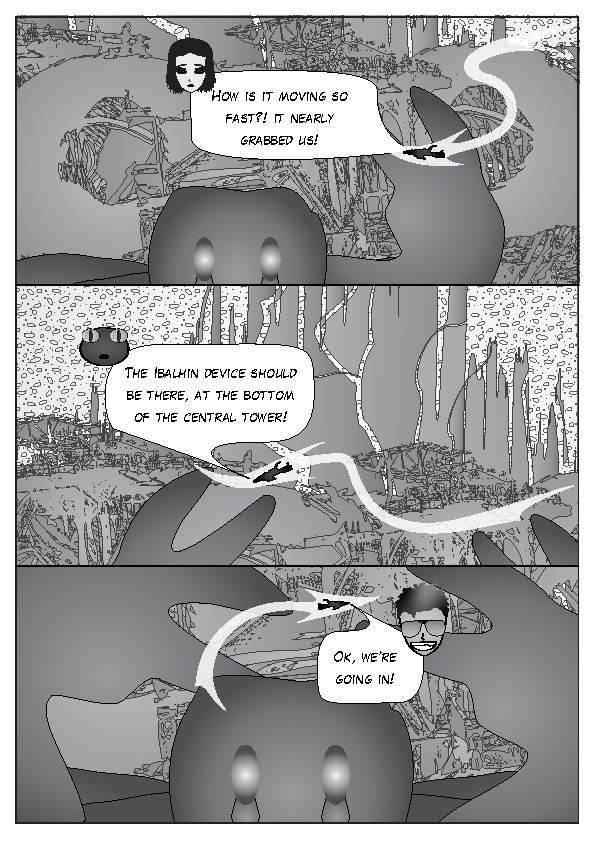 How is it moving so
fast?! It nearly
grabbed us!
The Ibalhin device should
be there, at the bottom
of the central tower!
Ok, we're
going in!